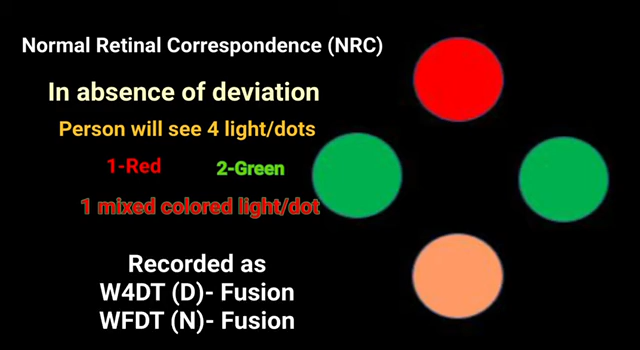 Normal Retinal Correspondence (NRC)
In absence of deviation
Person will see 4 light/dots
1-Red 2-Green
1 mixed colored light/dot
Recorded as
W4DT (D)- Fusion
WFDT (N)- Fusion